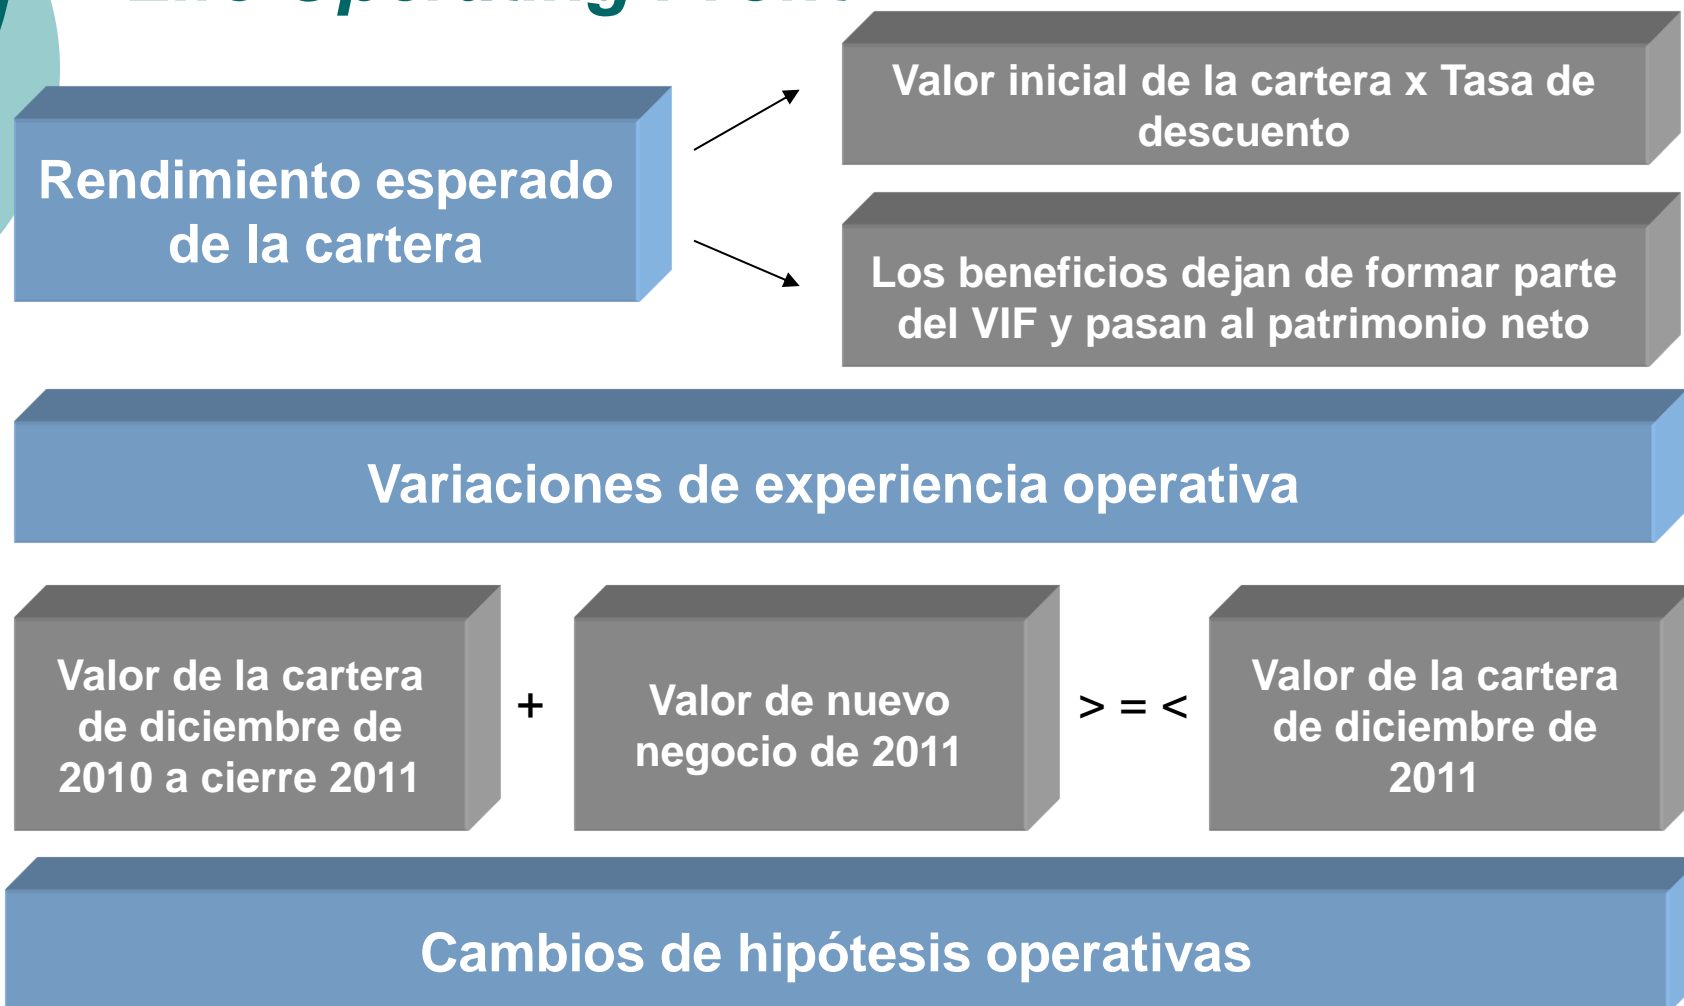 Life Operating Profit
Valor inicial de la cartera x Tasa de
descuento
Rendimiento esperado
de la cartera
Los beneficios dejan de formar parte
del VIF y pasan al patrimonio neto
Variaciones de experiencia operativa
Valor de la cartera
de diciembre de
2010 a cierre 2011
+
Valor de nuevo
negocio de 2011
> = <
Valor de la cartera
de diciembre de
2011
Cambios de hipótesis operativas